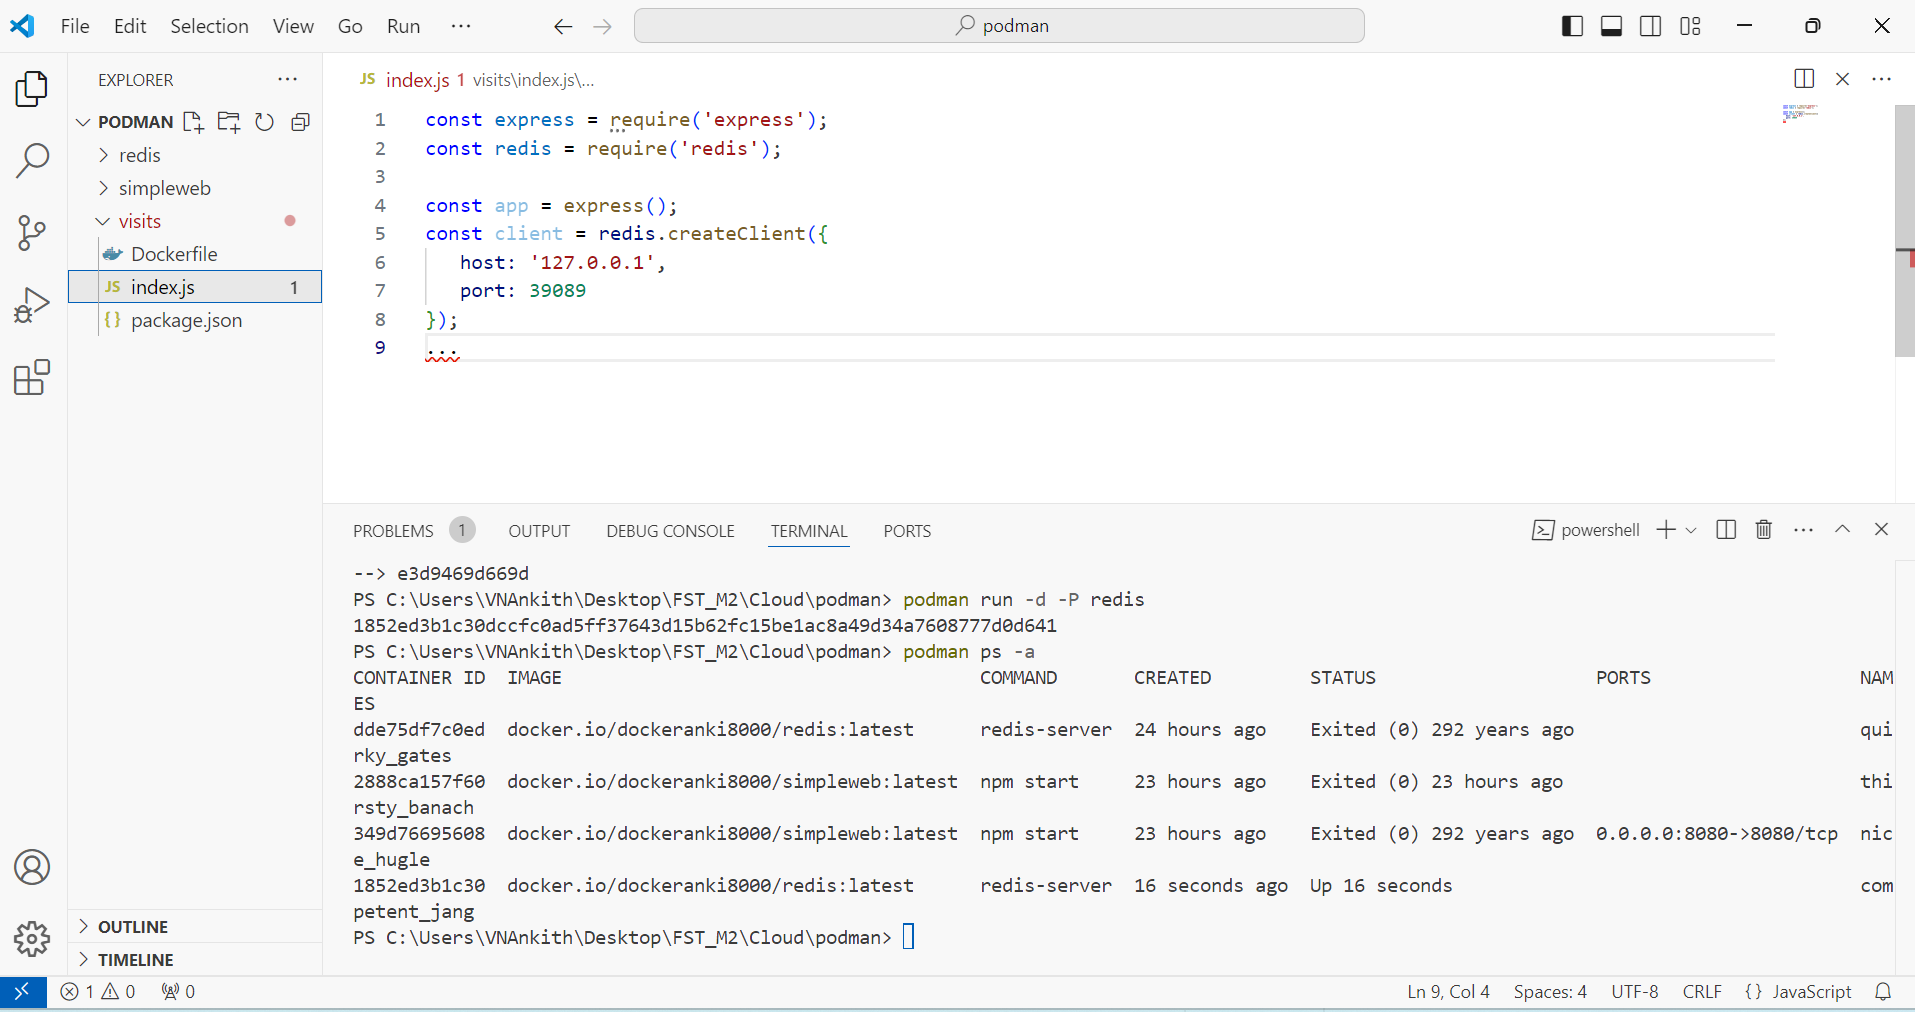 File Edit Selection View Go Run ···
podman
EXPLORER ···
PODMAN
redis
simpleweb
visits
Dockerfile
JS index.js 1
{} package.json
OUTLINE
TIMELINE
JS index.js 1 visits\index.js\...
1 const express = require('express');
2 const redis = require('redis');
3
4 const app = express();
5 const client = redis.createClient({
6 host: '127.0.0.1',
7 port: 39089
8 });
9 ...
PROBLEMS 1 OUTPUT DEBUG CONSOLE TERMINAL PORTS
powershell
--> e3d9469d669d
PS C:\Users\VNAnkith\Desktop\FST_M2\Cloud\podman> podman run -d -P redis
1852ed3b1c30dccfc0ad5ff37643d15b62fc15be1ac8a49d34a7608777d0d641
PS C:\Users\VNAnkith\Desktop\FST_M2\Cloud\podman> podman ps -a
CONTAINER ID IMAGE COMMAND CREATED STATUS PORTS NAM
ES
dde75df7c0ed docker.io/dockeranki8000/redis:latest redis-server 24 hours ago Exited (0) 292 years ago qui
rky_gates
2888ca157f60 docker.io/dockeranki8000/simpleweb:latest npm start 23 hours ago Exited (0) 23 hours ago thi
rsty_banach
349d76695608 docker.io/dockeranki8000/simpleweb:latest npm start 23 hours ago Exited (0) 292 years ago 0.0.0.0:8080->8080/tcp nic
e_hugle
1852ed3b1c30 docker.io/dockeranki8000/redis:latest redis-server 16 seconds ago Up 16 seconds com
petent_jang
PS C:\Users\VNAnkith\Desktop\FST_M2\Cloud\podman>
1 0 0
Ln 9, Col 4 Spaces: 4 UTF-8 CRLF {} JavaScript